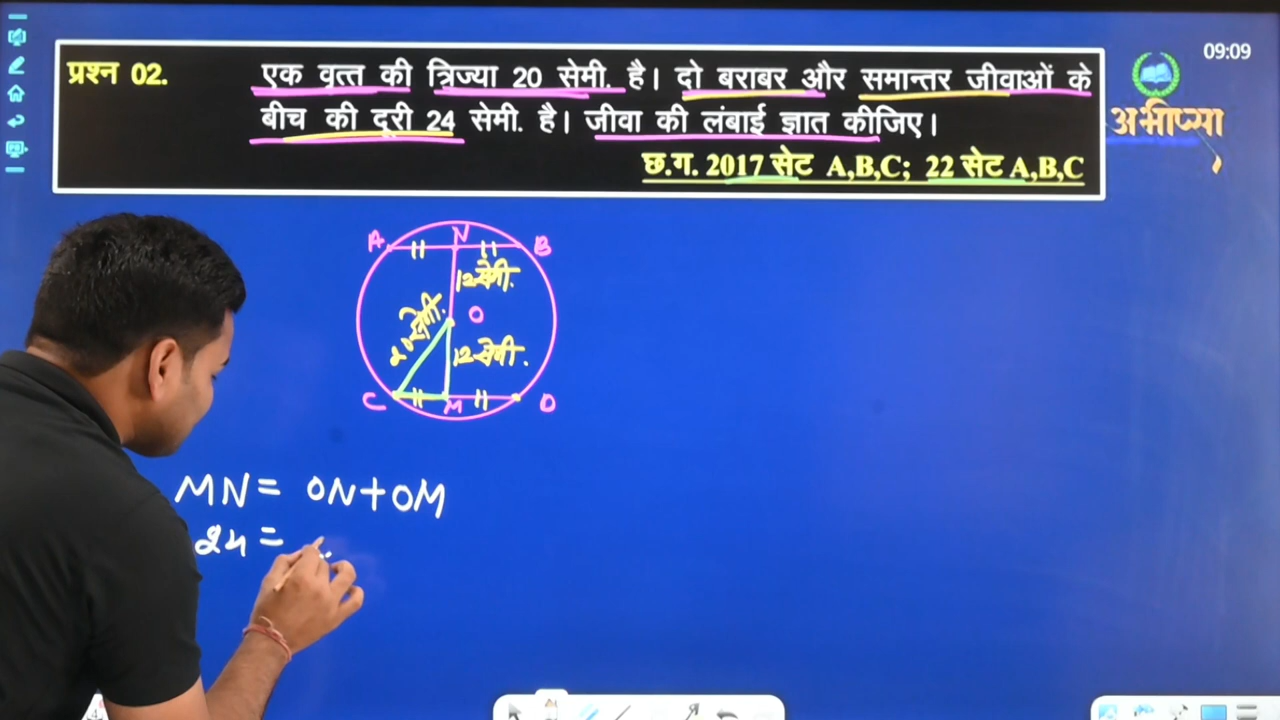 09:09
प्रश्न 02. एक वृत्त की त्रिज्या 20 सेमी. है। दो बराबर और समान्तर जीवाओं के
बीच की दूरी 24 सेमी. है। जीवा की लंबाई ज्ञात कीजिए।
छ.ग. 2017 सेट A,B,C; 22 सेट A,B,C
अभीप्सा
A N B
12 सेमी.
20 सेमी. O
12 सेमी.
C M D
MN = ON + OM
24 =